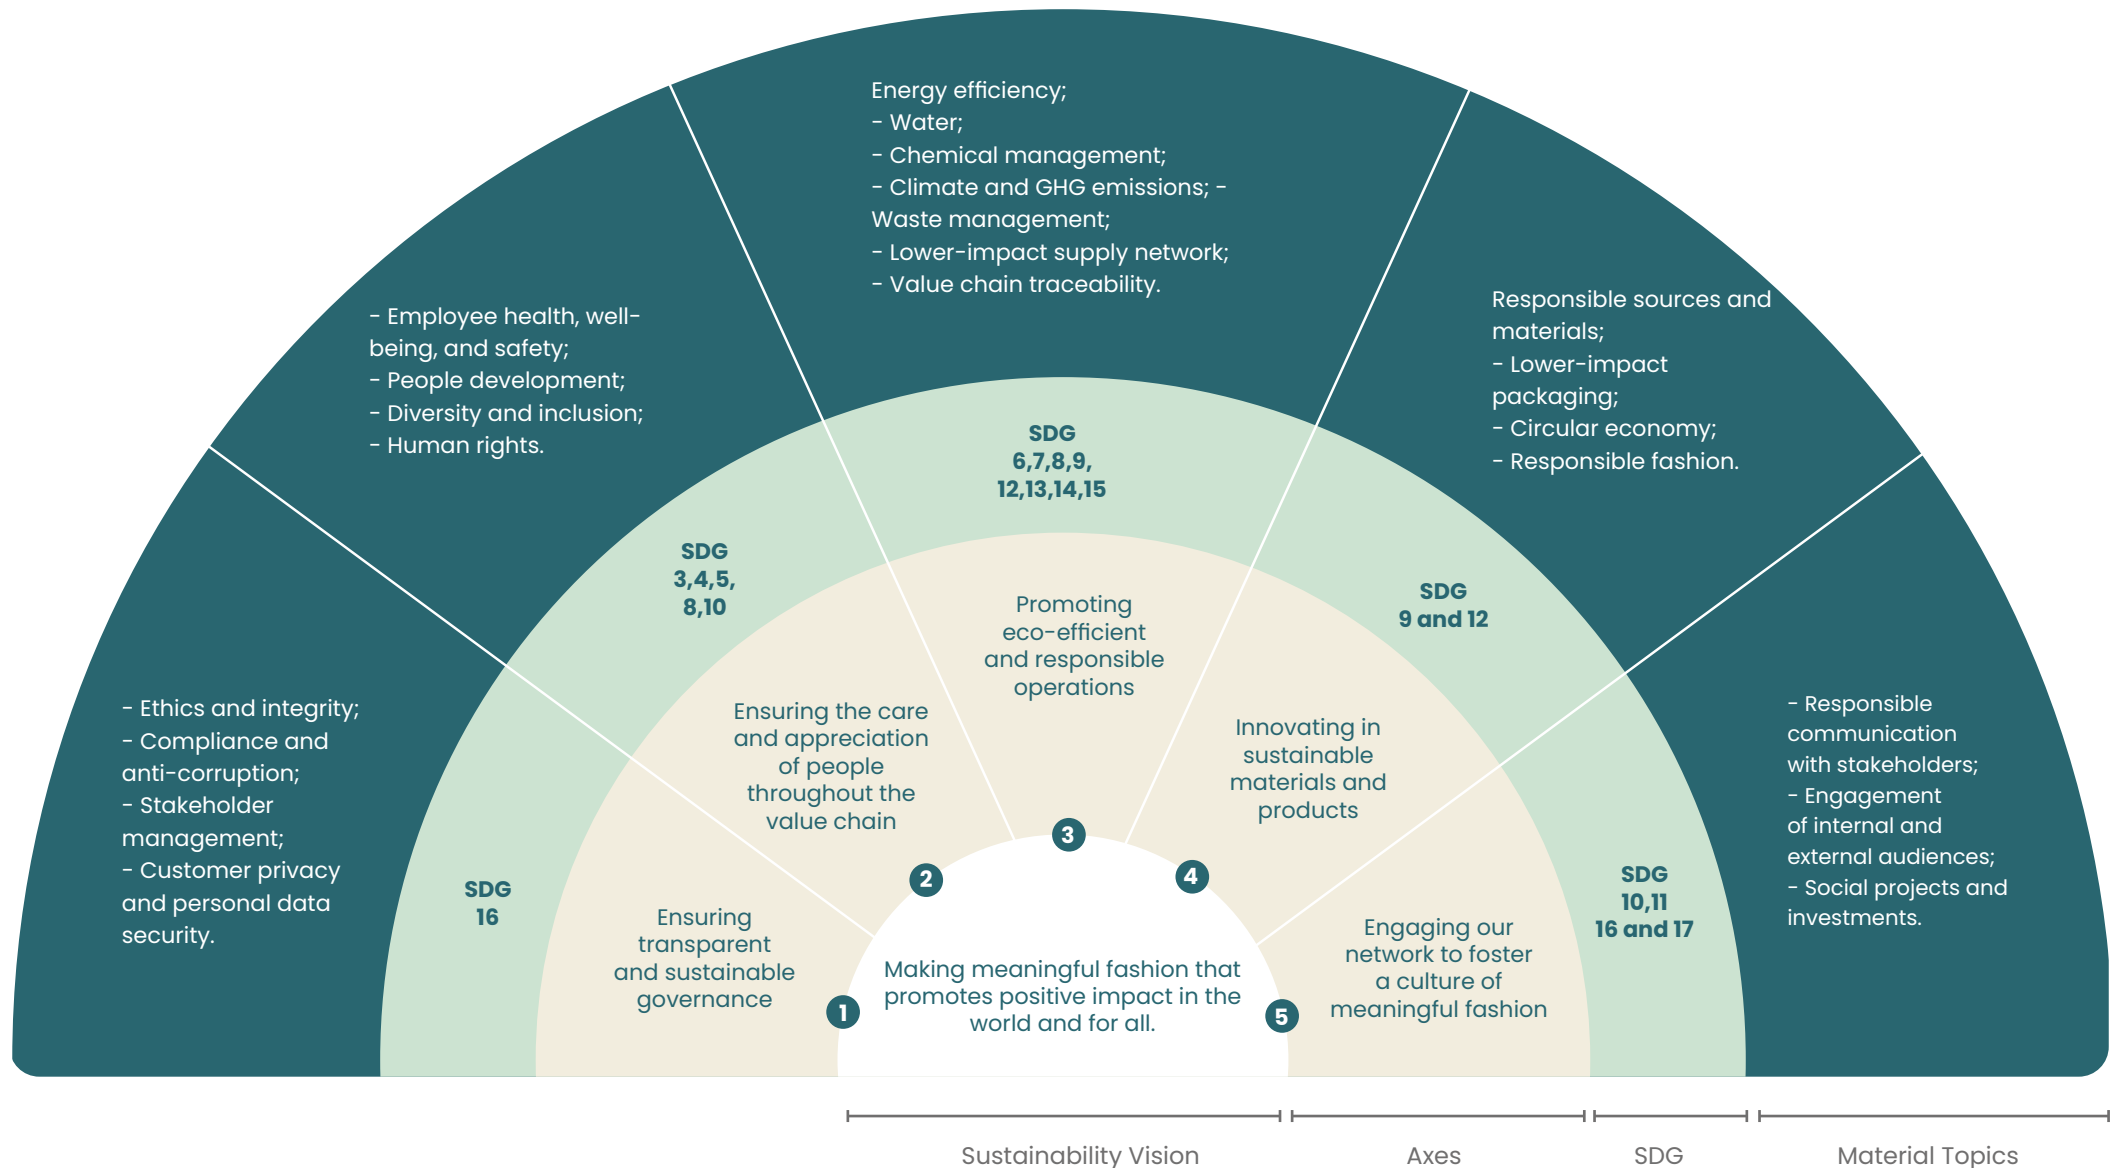 Energy efficiency;
- Water;
- Chemical management;
- Climate and GHG emissions; -
Waste management;
- Lower-impact supply network;
- Value chain traceability.
- Employee health, well-
being, and safety;
- People development;
- Diversity and inclusion;
- Human rights.
Responsible sources and
materials;
- Lower-impact
packaging;
- Circular economy;
- Responsible fashion.
- Ethics and integrity;
- Compliance and
anti-corruption;
- Stakeholder
management;
- Customer privacy
and personal data
security.
- Responsible
communication
with stakeholders;
- Engagement
of internal and
external audiences;
- Social projects and
investments.
SDG
16
SDG
3,4,5,
8,10
SDG
6,7,8,9,
12,13,14,15
SDG
9 and 12
SDG
10,11
16 and 17
Ensuring
transparent
and sustainable
governance
Ensuring the care
and appreciation
of people
throughout the
value chain
Promoting
eco-efficient
and responsible
operations
Innovating in
sustainable
materials and
products
Engaging our
network to foster
a culture of
meaningful fashion
1
2
3
4
5
Making meaningful fashion that
promotes positive impact in the
world and for all.
Sustainability Vision
Axes
SDG
Material Topics